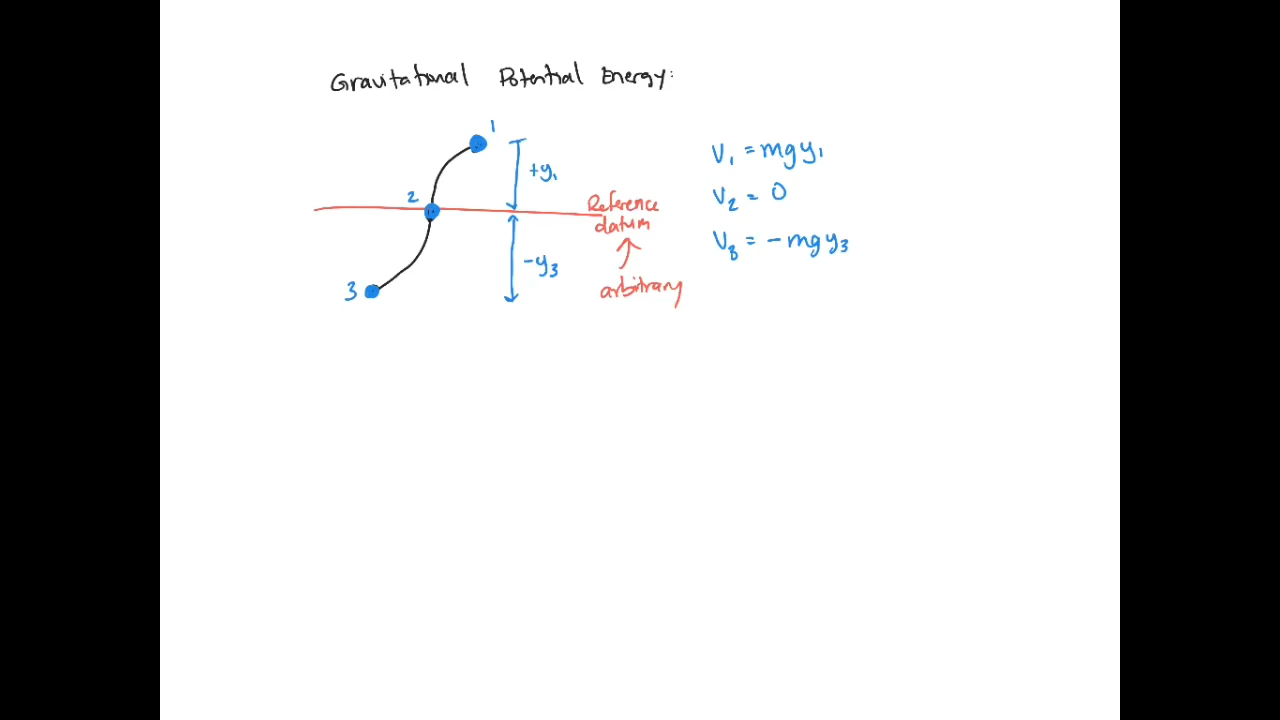 Gravitational Potential Energy:
1
+y₁
2
Reference
datum
-y₃
3
arbitrary
V₁ = mgy₁
V₂ = 0
V₃ = -mgy₃